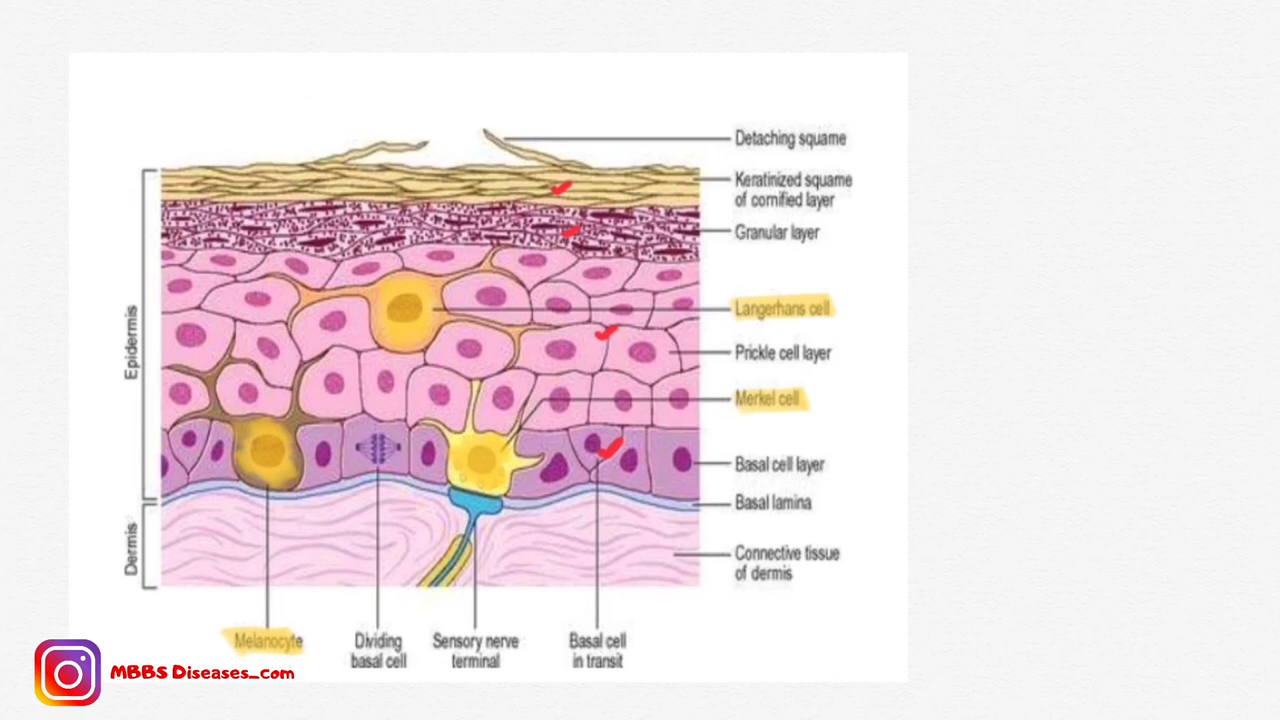 Detaching squame
Keratinized squame
of cornified layer
Granular layer
Langerhans cell
Prickle cell layer
Merkel cell
Basal cell layer
Basal lamina
Connective tissue
of dermis
Epidermis
Dermis
Melanocyte
Dividing
basal cell
Sensory nerve
terminal
Basal cell
in transit
MBBS Diseases_com